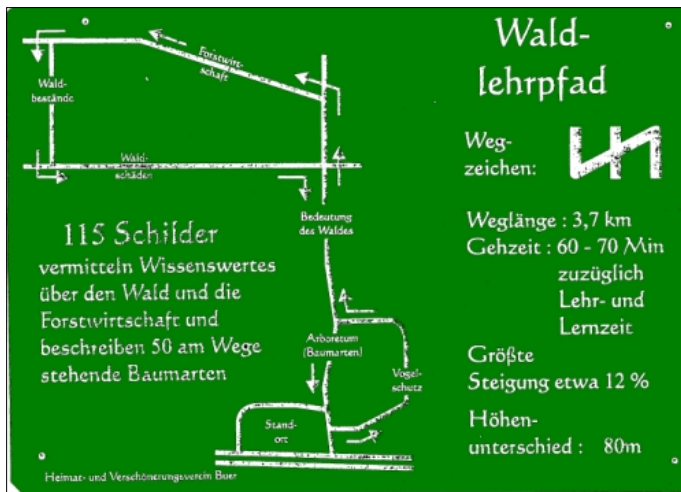 Wald-
lehrpfad
Weg-
zeichen:
Weglänge : 3,7 km
Gehzeit : 60 - 70 Min
zuzüglich
Lehr- und
Lernzeit
Größte
Steigung etwa 12 %
Höhen-
unterschied : 80m
Forstwirt-
schaft
Wald-
bestände
Wald-
schäden
Bedeutung
des Waldes
115 Schilder
vermitteln Wissenswertes
über den Wald und die
Forstwirtschaft und
beschreiben 50 am Wege
stehende Baumarten
Arboretum
(Baumarten)
Vogel-
schutz
Stand-
ort
Heimat- und Verschönerungsverein Buer